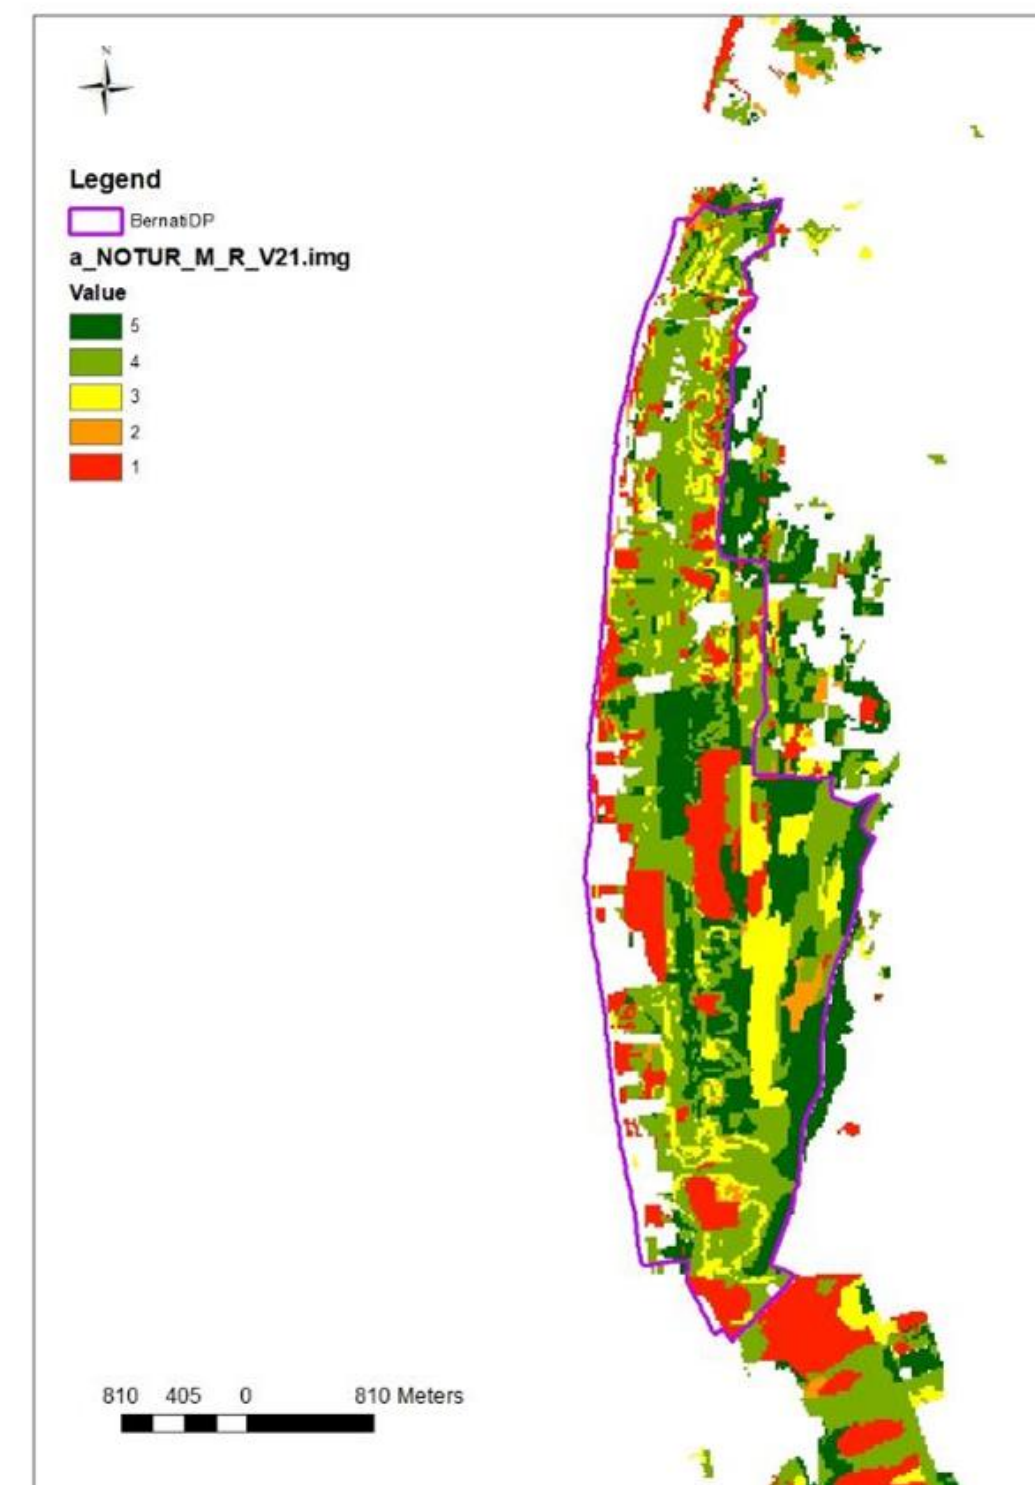 N
Legend
BernatiDP
a_NOTUR_M_R_V21.img
Value
5
4
3
2
1
810 405 0 810 Meters